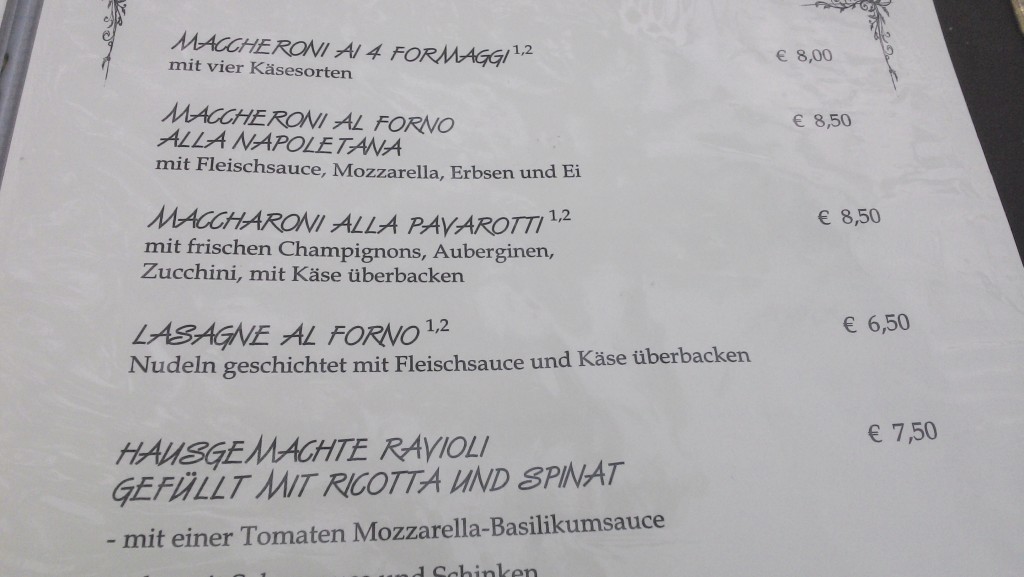 MACCHERONI AI 4 FORMAGGI 1,2 € 8,00
mit vier Käsesorten
MACCHERONI AL FORNO € 8,50
ALLA NAPOLETANA
mit Fleischsauce, Mozzarella, Erbsen und Ei
MACCHARONI ALLA PAVAROTTI 1,2 € 8,50
mit frischen Champignons, Auberginen,
Zucchini, mit Käse überbacken
LASAGNE AL FORNO 1,2 € 6,50
Nudeln geschichtet mit Fleischsauce und Käse überbacken
HAUSGEMACHTE RAVIOLI € 7,50
GEFÜLLT MIT RICOTTA UND SPINAT
- mit einer Tomaten Mozzarella-Basilikumsauce
und Schinken